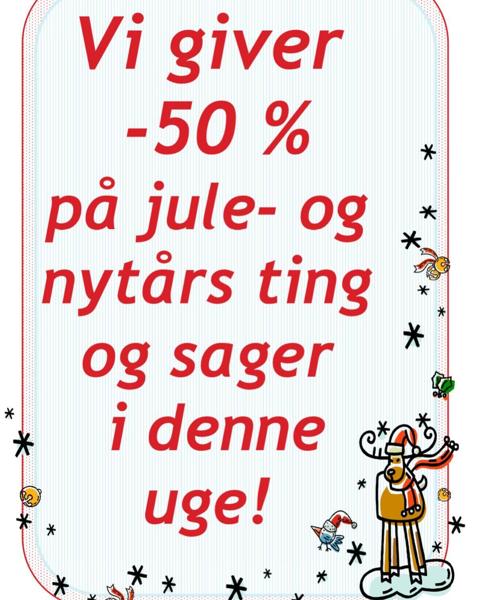 Vi giver
-50 %
på jule- og
nytårs ting
og sager
i denne
uge!